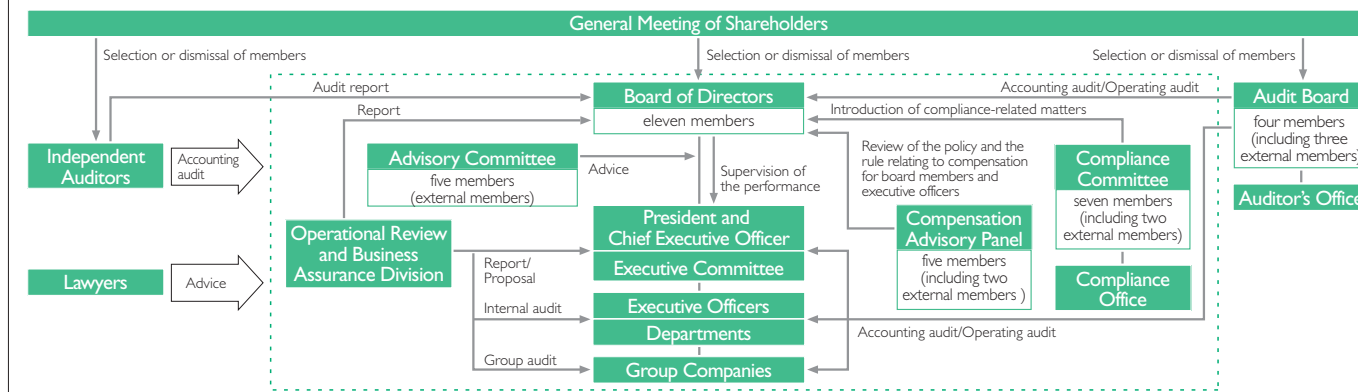 General Meeting of Shareholders
Selection or dismissal of members
Selection or dismissal of members
Selection or dismissal of members
Audit report
Board of Directors
eleven members
Accounting audit/Operating audit
Audit Board
four members
(including three
external members)
Auditor's Office
Report
Introduction of compliance-related matters
Independent
Auditors
Accounting
audit
Advisory Committee
five members
(external members)
Advice
Supervision of
the performance
Review of the policy and the
rule relating to compensation
for board members and
executive officers
Compliance
Committee
seven members
(including two
external members)
Compliance
Office
Operational Review
and Business
Assurance Division
President and
Chief Executive Officer
Executive Committee
Compensation
Advisory Panel
five members
(including two
external members )
Lawyers
Advice
Report/
Proposal
Internal audit
Executive Officers
Departments
Accounting audit/Operating audit
Group audit
Group Companies